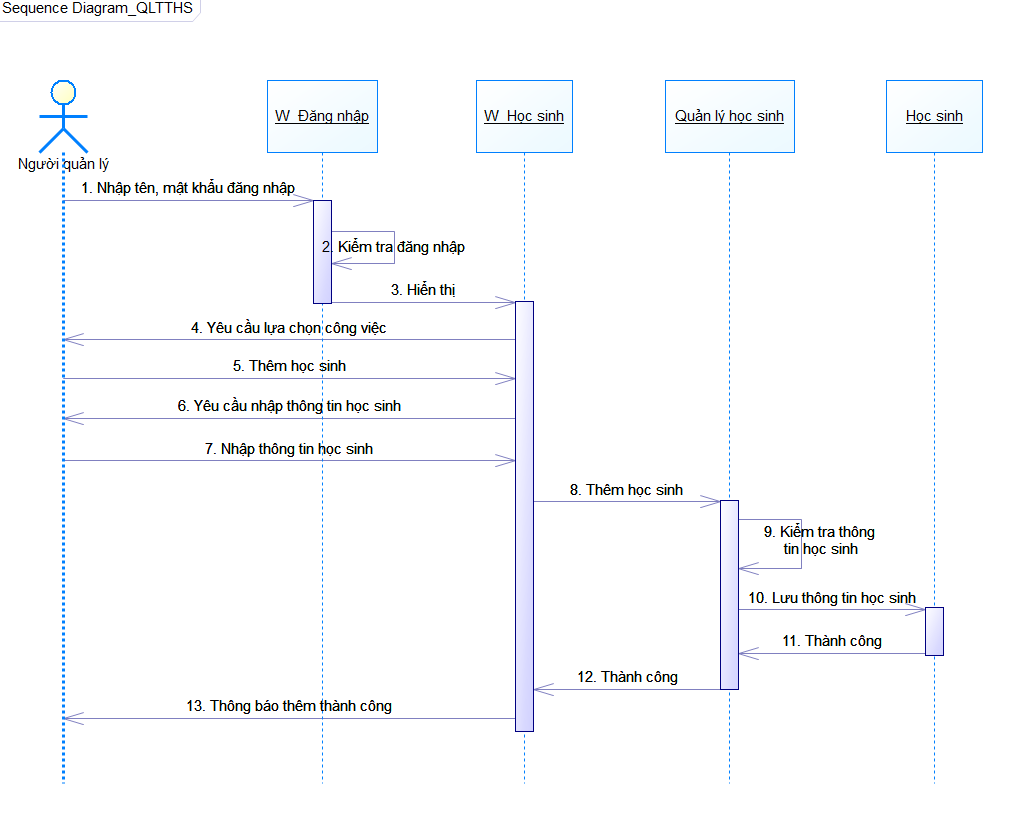 Sequence Diagram_QLTTHS
W_Đăng nhập
W_Học sinh
Quản lý học sinh
Học sinh
Người quản lý
1. Nhập tên, mật khẩu đăng nhập
2. Kiểm tra đăng nhập
3. Hiển thị
4. Yêu cầu lựa chọn công việc
5. Thêm học sinh
6. Yêu cầu nhập thông tin học sinh
7. Nhập thông tin học sinh
8. Thêm học sinh
9. Kiểm tra thông
tin học sinh
10. Lưu thông tin học sinh
11. Thành công
12. Thành công
13. Thông báo thêm thành công